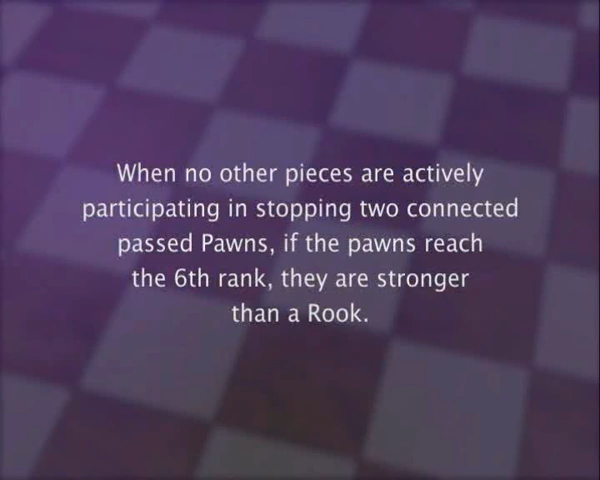 When no other pieces are actively
participating in stopping two connected
passed Pawns, if the pawns reach
the 6th rank, they are stronger
than a Rook.